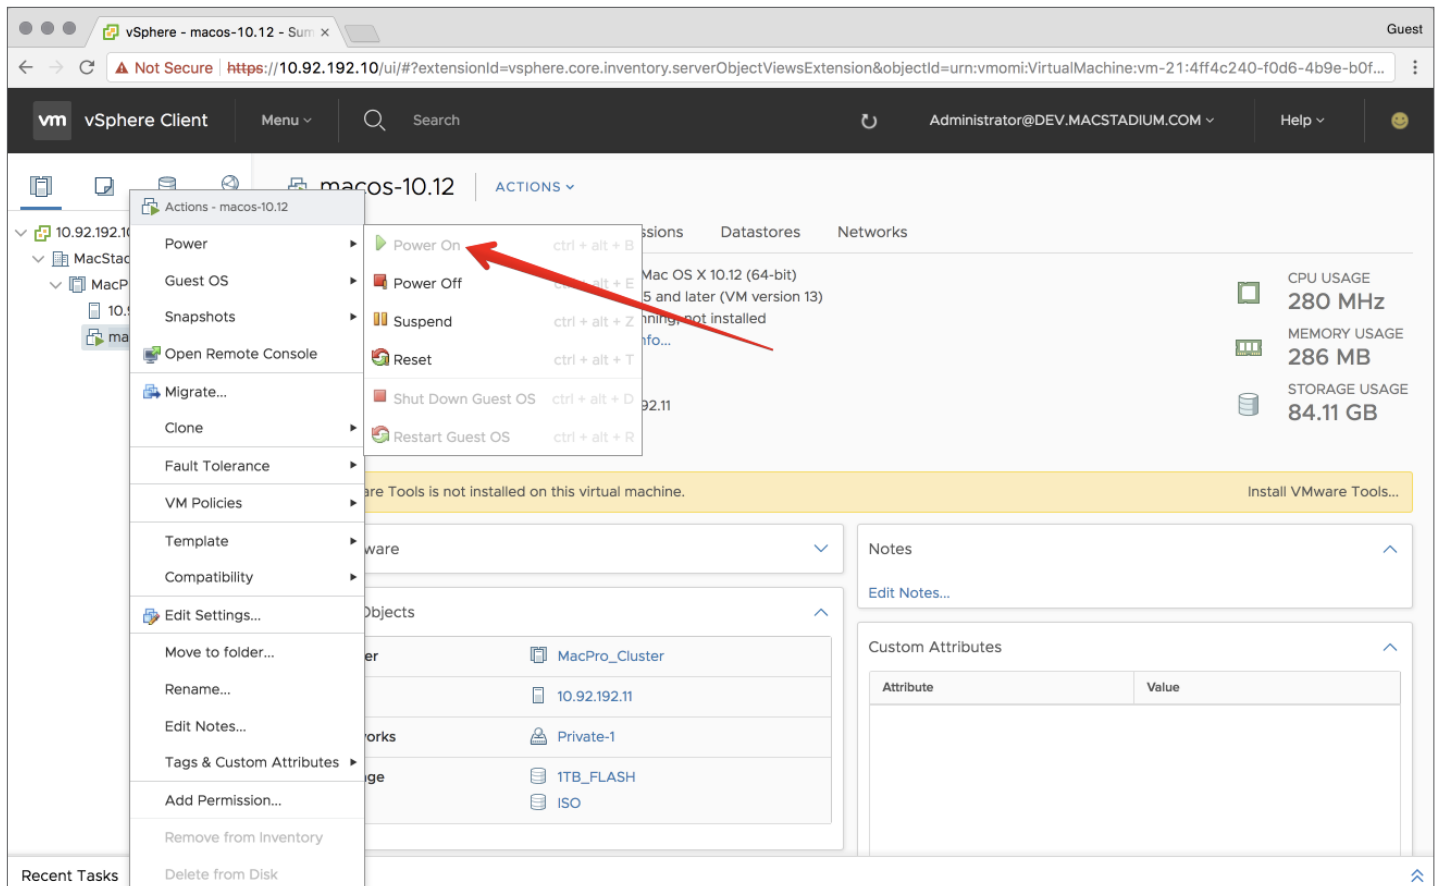 vSphere - macos-10.12 - Sum
Guest
Not Secure https://10.92.192.10/ui/#?extensionId=vsphere.core.inventory.serverObjectViewsExtension&objectId=urn:vmomi:VirtualMachine:vm-21:4ff4c240-f0d6-4b9e-b0f...
vm vSphere Client Menu Search Administrator@DEV.MACSTADIUM.COM Help
macos-10.12 ACTIONS
Actions - macos-10.12
10.92.192.10
MacStad
MacP
10.
ma
Power
Guest OS
Snapshots
Open Remote Console
Migrate...
Clone
Fault Tolerance
VM Policies
Template
Compatibility
Edit Settings...
Move to folder...
Rename...
Edit Notes...
Tags & Custom Attributes
Add Permission...
Remove from Inventory
Delete from Disk
Power On ctrl + alt + B
Power Off ctrl + alt + E
Suspend ctrl + alt + Z
Reset ctrl + alt + T
Shut Down Guest OS ctrl + alt + D
Restart Guest OS ctrl + alt + R
ssions Datastores Networks
Mac OS X 10.12 (64-bit)
5 and later (VM version 13)
nning, not installed
nfo...
92.11
CPU USAGE
280 MHz
MEMORY USAGE
286 MB
STORAGE USAGE
84.11 GB
are Tools is not installed on this virtual machine.
Install VMware Tools...
ware
Objects
er MacPro_Cluster
10.92.192.11
orks Private-1
ge 1TB_FLASH
ISO
Notes
Edit Notes...
Custom Attributes
Attribute Value
Recent Tasks